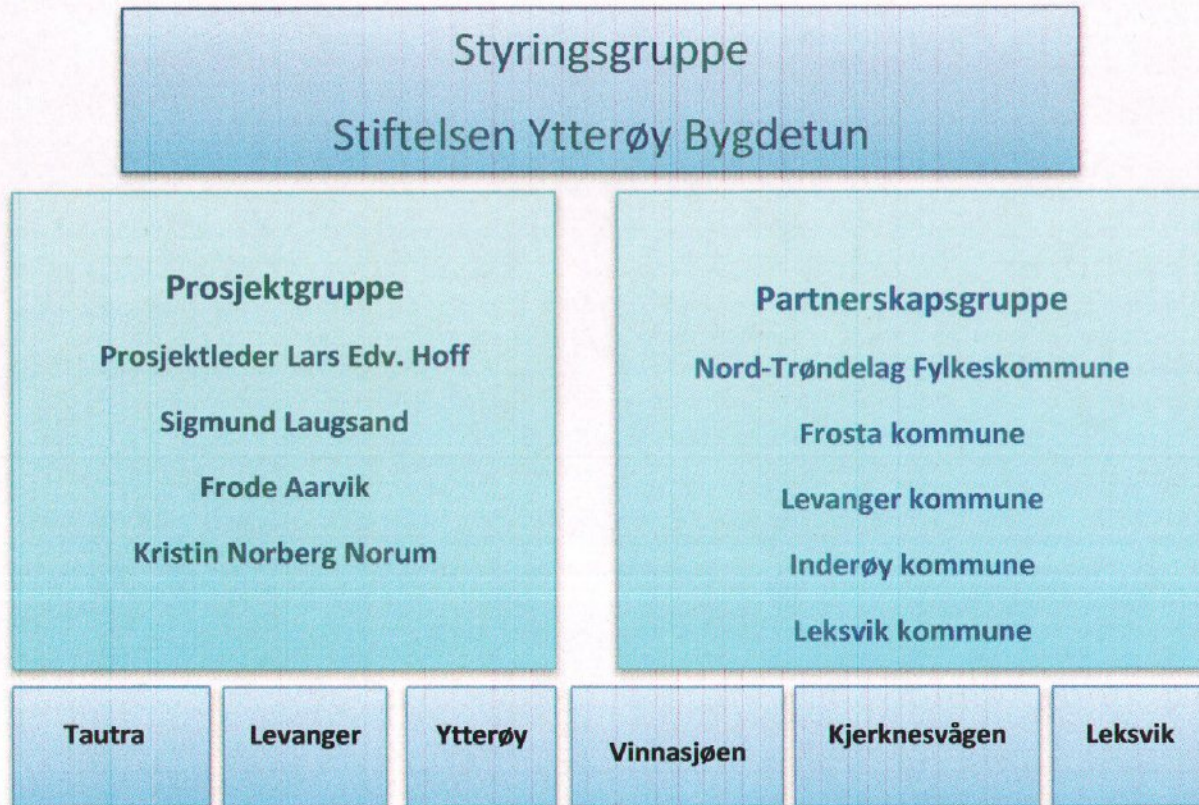 Styringsgruppe
Stiftelsen Ytterøy Bygdetun
Prosjektgruppe
Prosjektleder Lars Edv. Hoff
Sigmund Laugsand
Frode Aarvik
Kristin Norberg Norum
Partnerskapsgruppe
Nord-Trøndelag Fylkeskommune
Frosta kommune
Levanger kommune
Inderøy kommune
Leksvik kommune
Tautra
Levanger
Ytterøy
Vinnasjøen
Kjerknesvågen
Leksvik